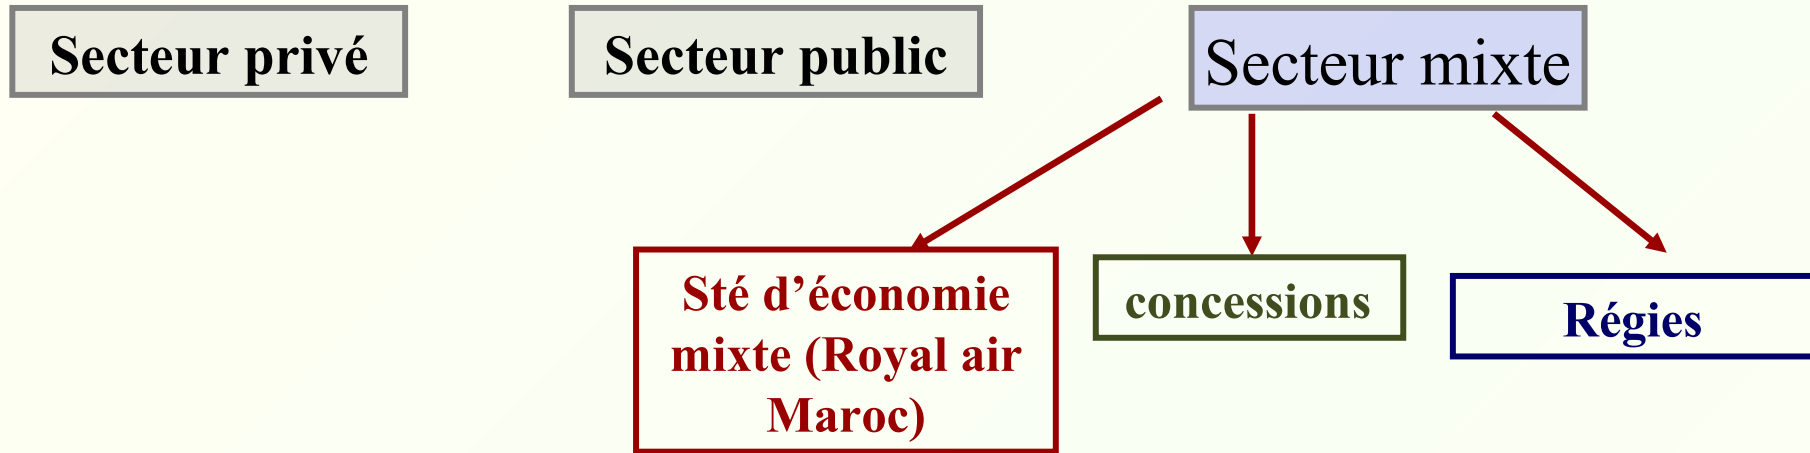 Secteur privé
Secteur public
Secteur mixte
Sté d’économie
mixte (Royal air
Maroc)
concessions
Régies